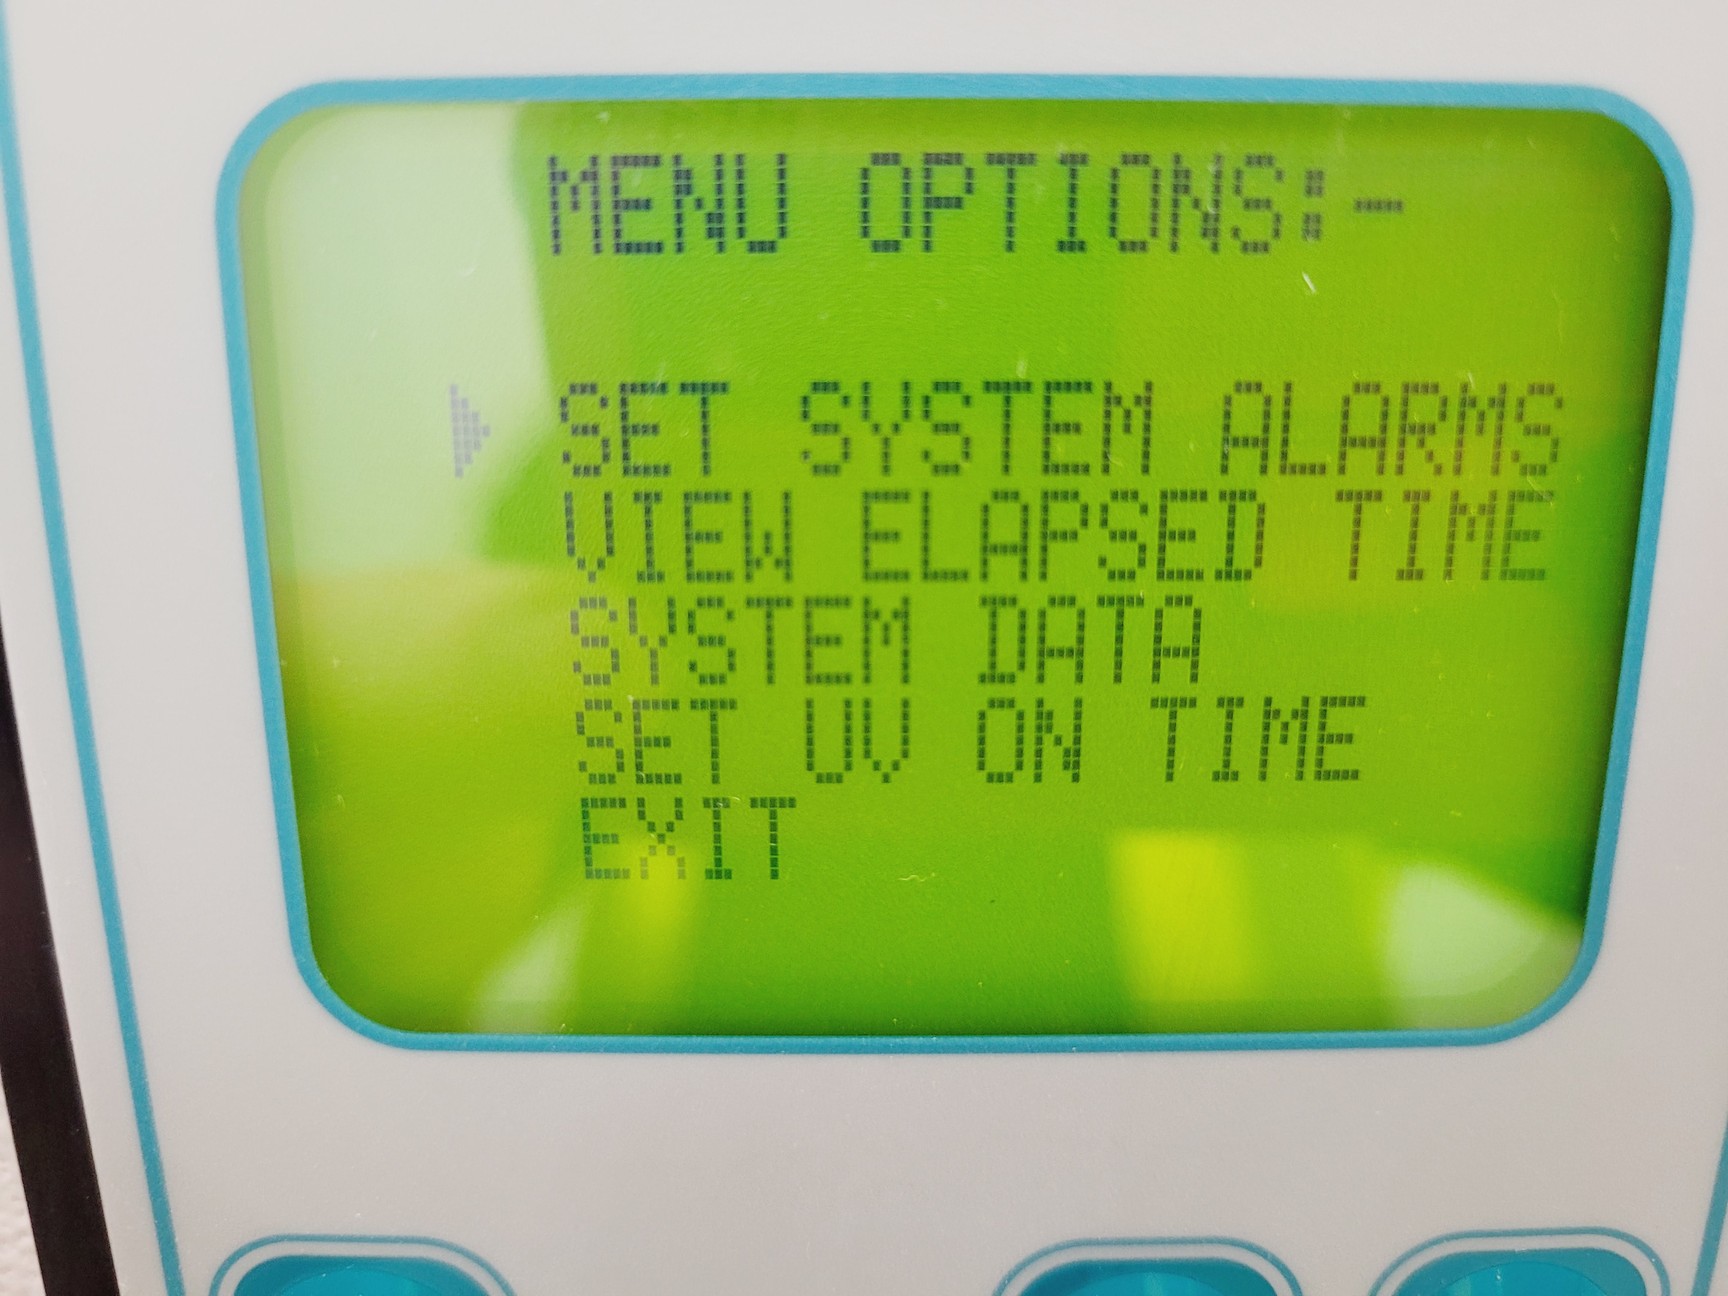 MENU OPTIONS:-
SET SYSTEM ALARMS
VIEW ELAPSED TIME
SYSTEM DATA
SET UV ON TIME
EXIT